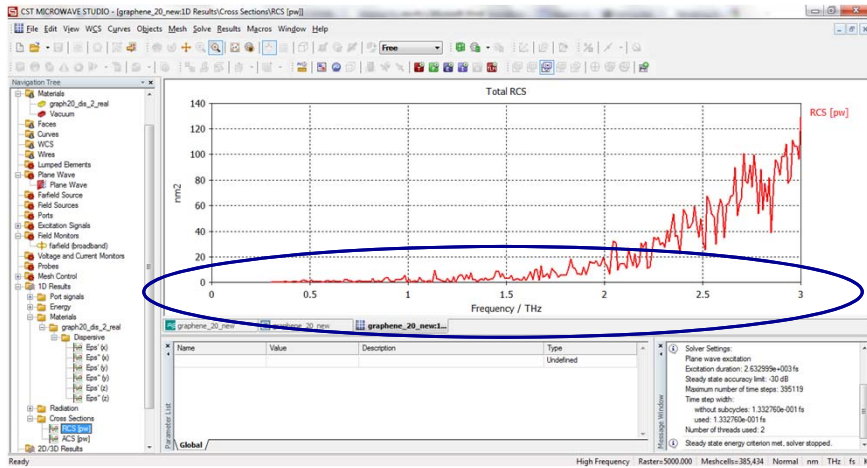 CST MICROWAVE STUDIO - [graphene_20_new:1D Results\Cross Sections\RCS [pw]]
File Edit View WCS Curves Objects Mesh Solve Results Macros Window Help
Free
Navigation Tree
Materials
graph20_dis_2_real
Vacuum
Faces
Curves
WCS
Wires
Lumped Elements
Plane Wave
Plane Wave
Farfield Source
Field Sources
Ports
Excitation Signals
Field Monitors
farfield (broadband)
Voltage and Current Monitors
Probes
Mesh Control
1D Results
Port signals
Energy
Materials
graph20_dis_2_real
Dispersive
Eps' (x)
Eps" (x)
Eps' (y)
Eps" (y)
Eps' (z)
Eps" (z)
Radiation
Cross Sections
RCS [pw]
ACS [pw]
2D/3D Results
Total RCS
RCS [pw]
nm2
140
120
100
80
60
40
20
0
0 0.5 1 1.5 2 2.5 3
Frequency / THz
graphene_20_new graphene_20_new graphene_20_new:1...
Name Value Description Type
Undefined
Parameter List
Global
Message Window
Solver Settings:
Plane wave excitation
Excitation duration: 2.632999e+003 fs
Steady state accuracy limit: -30 dB
Maximum number of time steps: 395119
Time step width:
without subcycles: 1.332760e-001 fs
used: 1.332760e-001 fs
Number of threads used: 2
Steady state energy criterion met, solver stopped.
Ready
High Frequency Raster=5000.000 Meshcells=385,434 Normal nm THz fs K